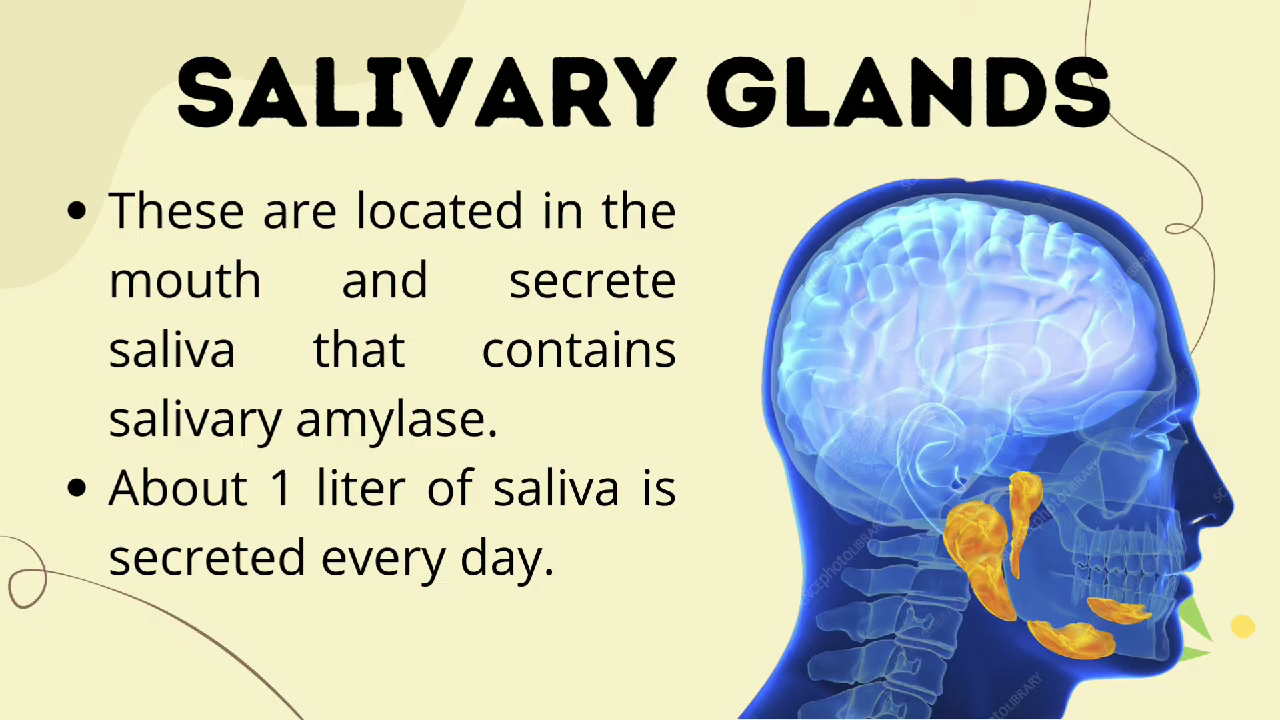 SALIVARY GLANDS
• These are located in the
mouth and secrete
saliva that contains
salivary amylase.
• About 1 liter of saliva is
secreted every day.